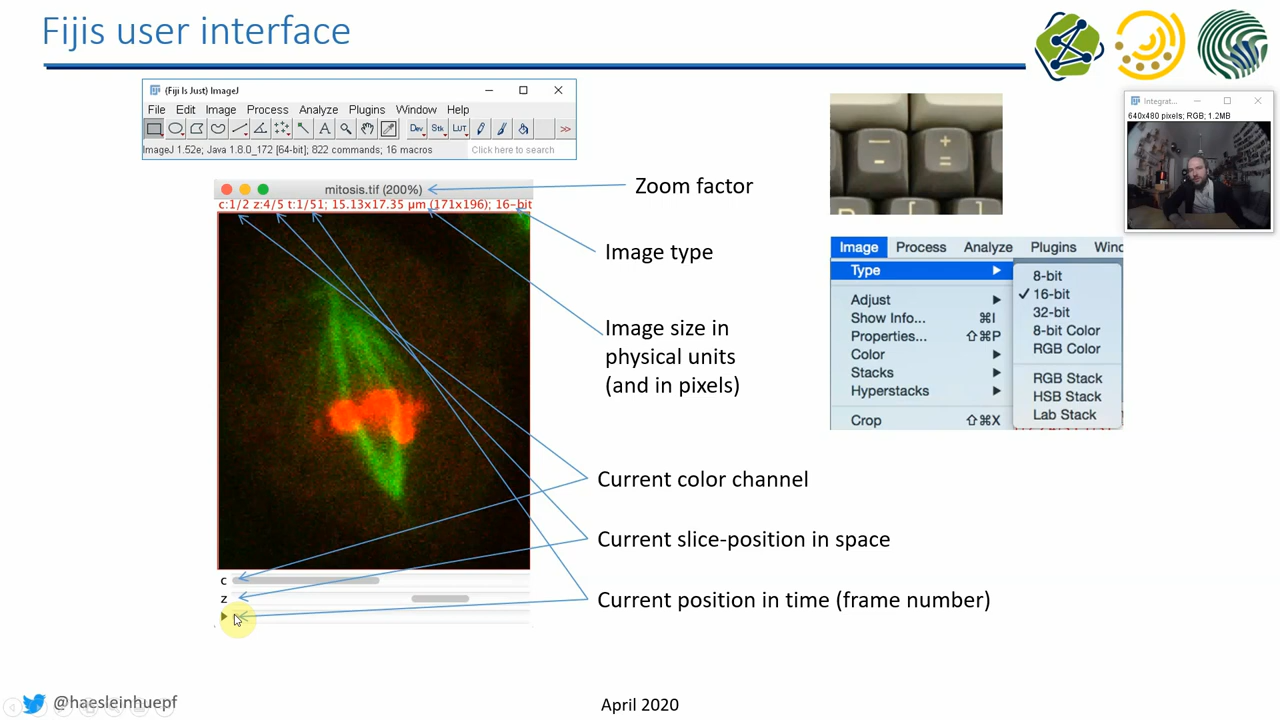 Fijis user interface
(Fiji Is Just) ImageJ
File Edit Image Process Analyze Plugins Window Help
A Dev Stk LUT >>
ImageJ 1.52e; Java 1.8.0_172 [64-bit]; 822 commands; 16 macros Click here to search
mitosis.tif (200%)
c:1/2 z:4/5 t:1/51; 15.13x17.35 µm (171x196); 16-bit
c
z
Zoom factor
Image type
Image size in
physical units
(and in pixels)
Current color channel
Current slice-position in space
Current position in time (frame number)
Image Process Analyze Plugins Winc
Type
Adjust
Show Info... ⌘I
Properties... ⇧⌘P
Color
Stacks
Hyperstacks
Crop ⇧⌘X
8-bit
✓ 16-bit
32-bit
8-bit Color
RGB Color
RGB Stack
HSB Stack
Lab Stack
Integrat...
640x480 pixels; RGB; 1.2MB
@haesleinhuepf
April 2020